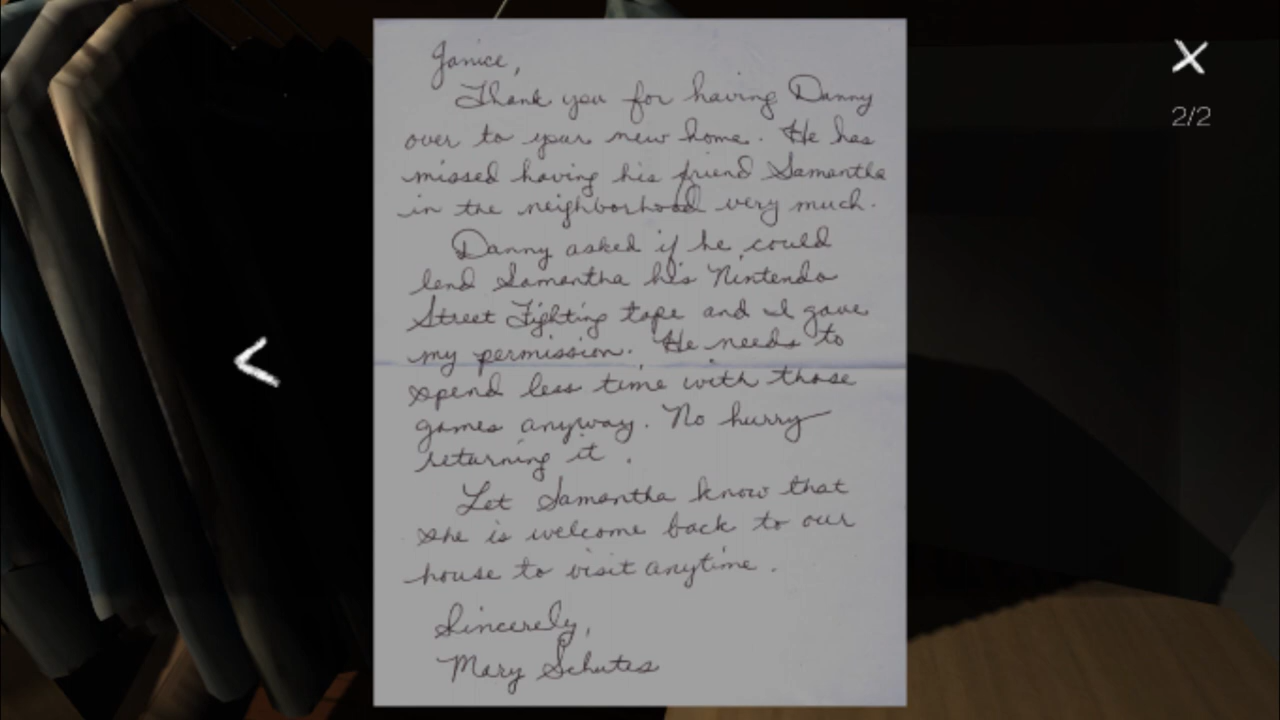 Janice,
Thank you for having Danny
over to your new home. He has
missed having his friend Samantha
in the neighborhood very much.
Danny asked if he could
lend Samantha his Nintendo
Street Fighting tape and I gave
my permission. He needs to
spend less time with those
games anyway. No hurry
returning it.
Let Samantha know that
she is welcome back to our
house to visit anytime.
Sincerely,
Mary Schutes
2/2